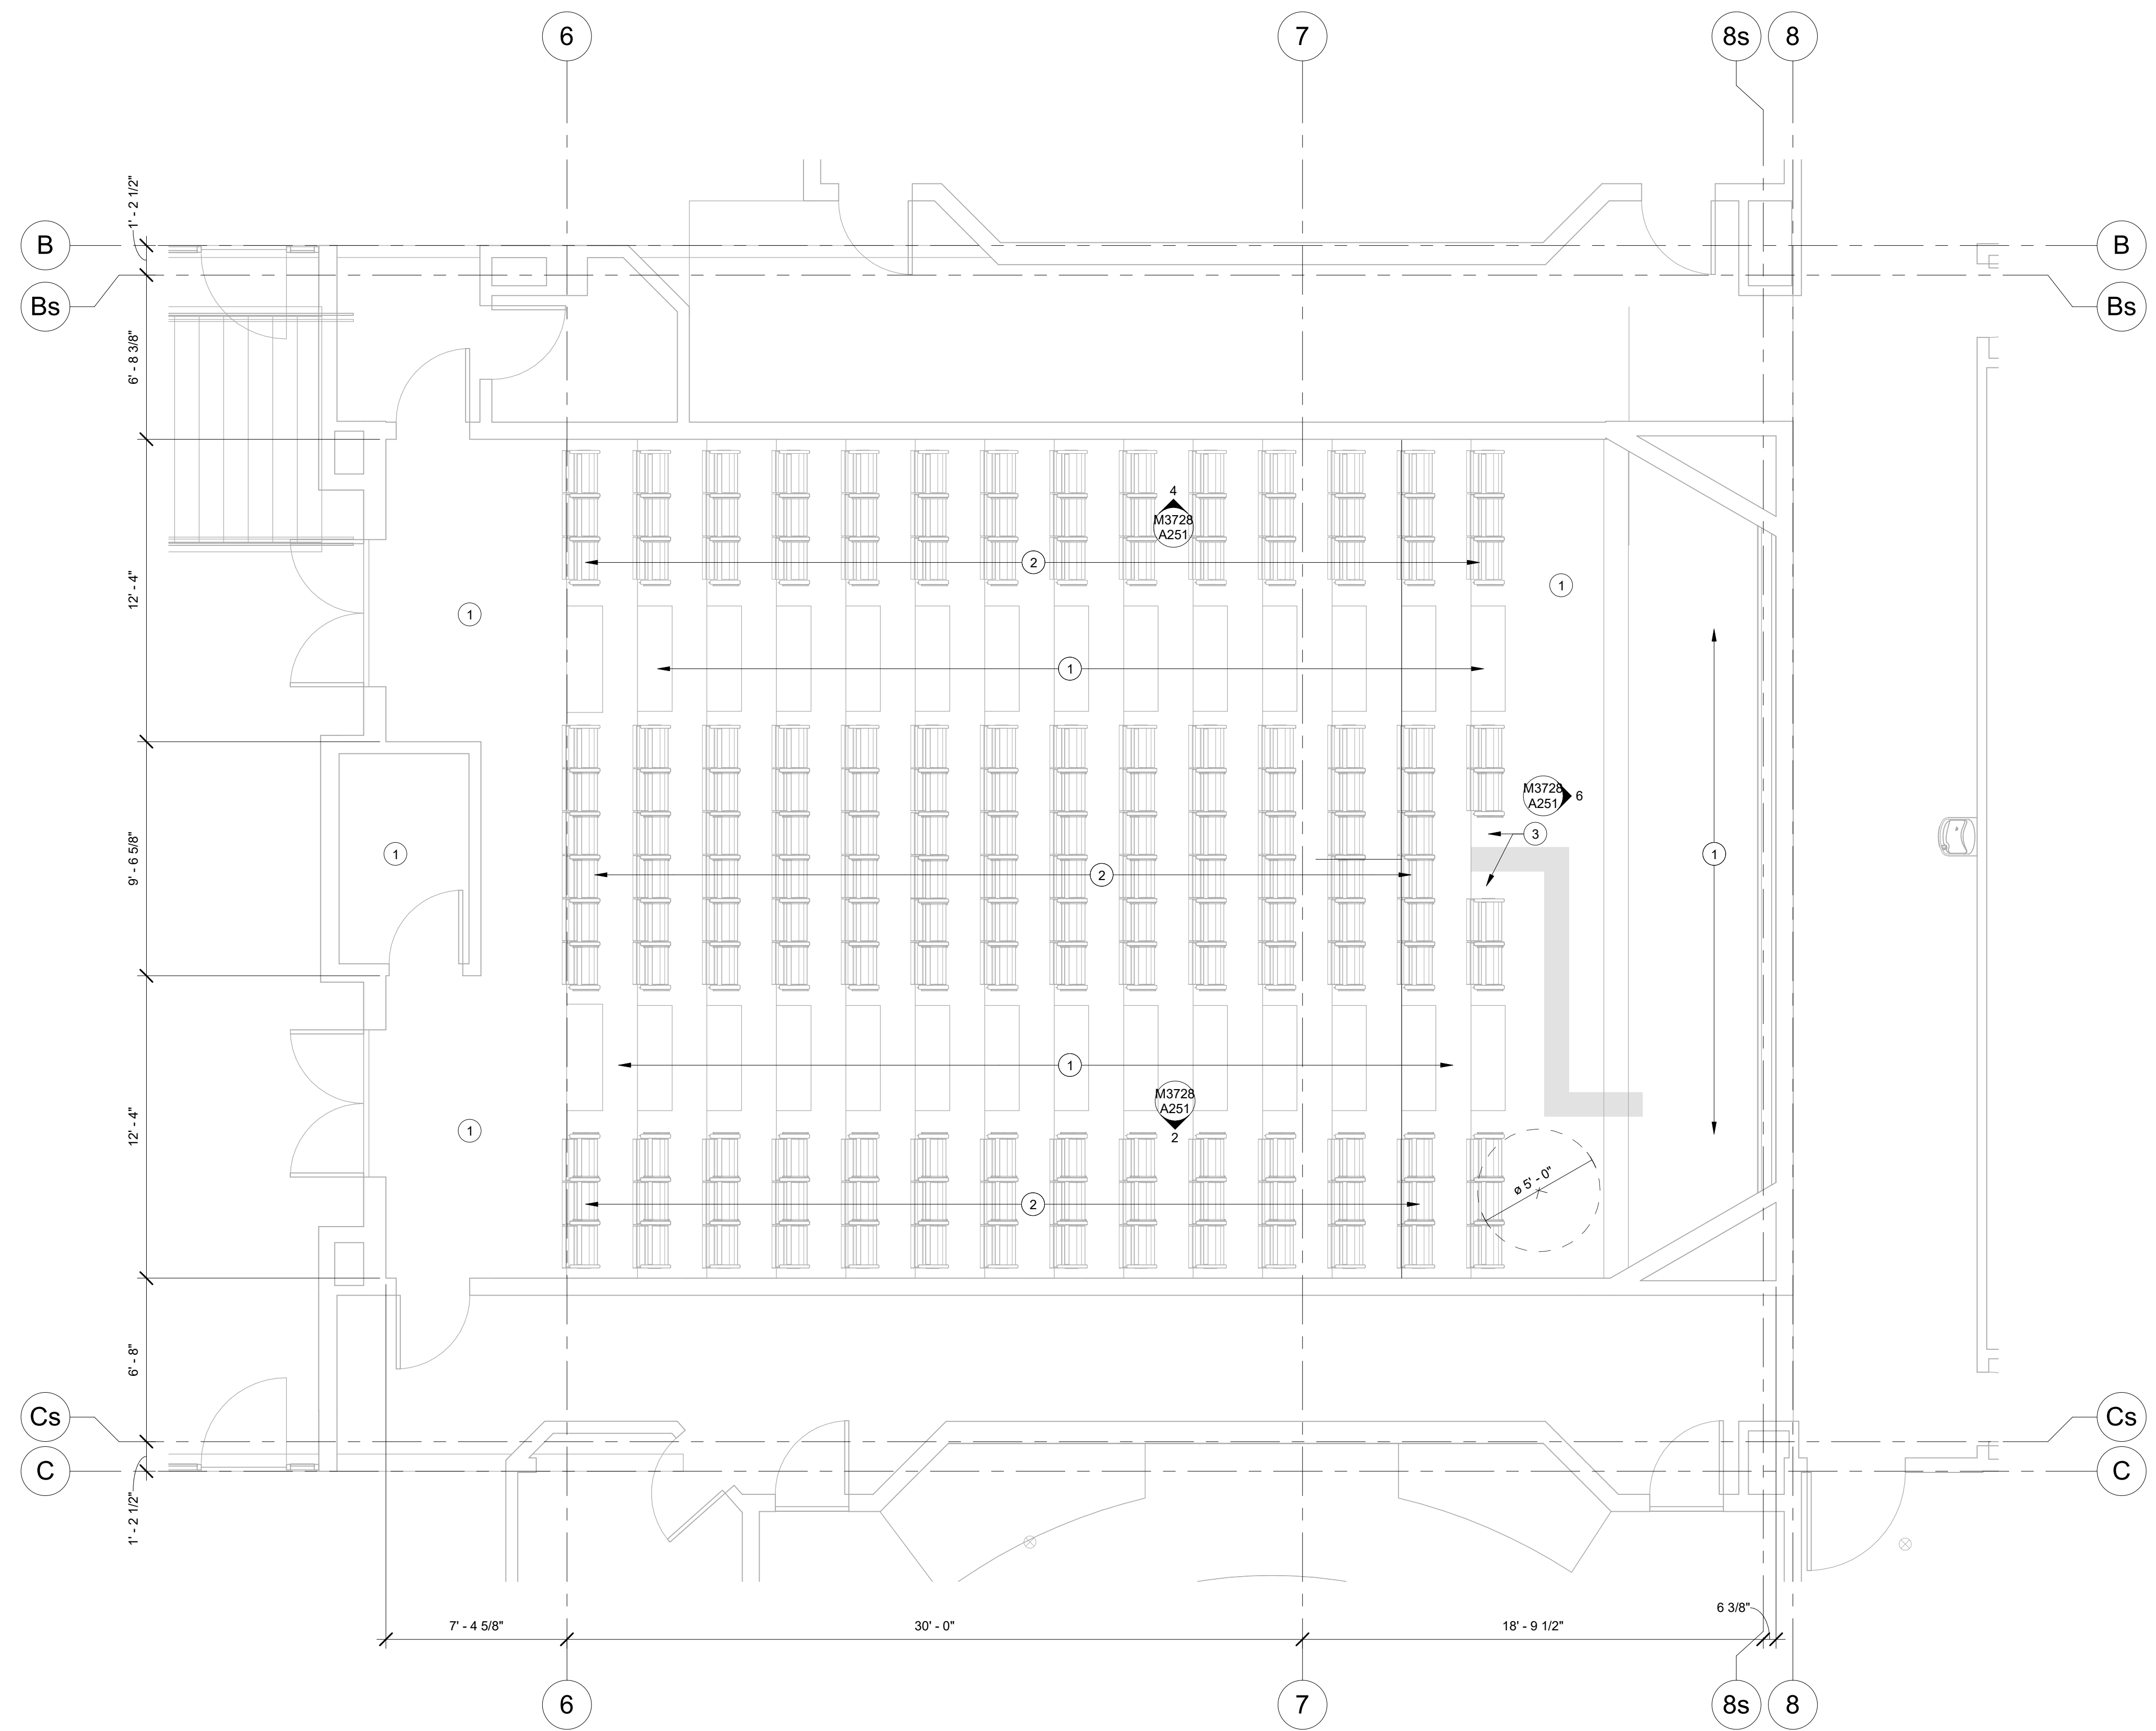 6
7
8s
8
1' - 2 1/2"
B
B
Bs
Bs
6' - 8 3/8"
4
M3728
A251
2
1
12' - 4"
1
1
M3728
A251
6
3
9' - 6 5/8"
1
1
2
1
M3728
A251
2
12' - 4"
1
ø 5' - 0"
2
6' - 8"
Cs
Cs
C
C
1' - 2 1/2"
6 3/8"
7' - 4 5/8"
30' - 0"
18' - 9 1/2"
6
7
8s
8